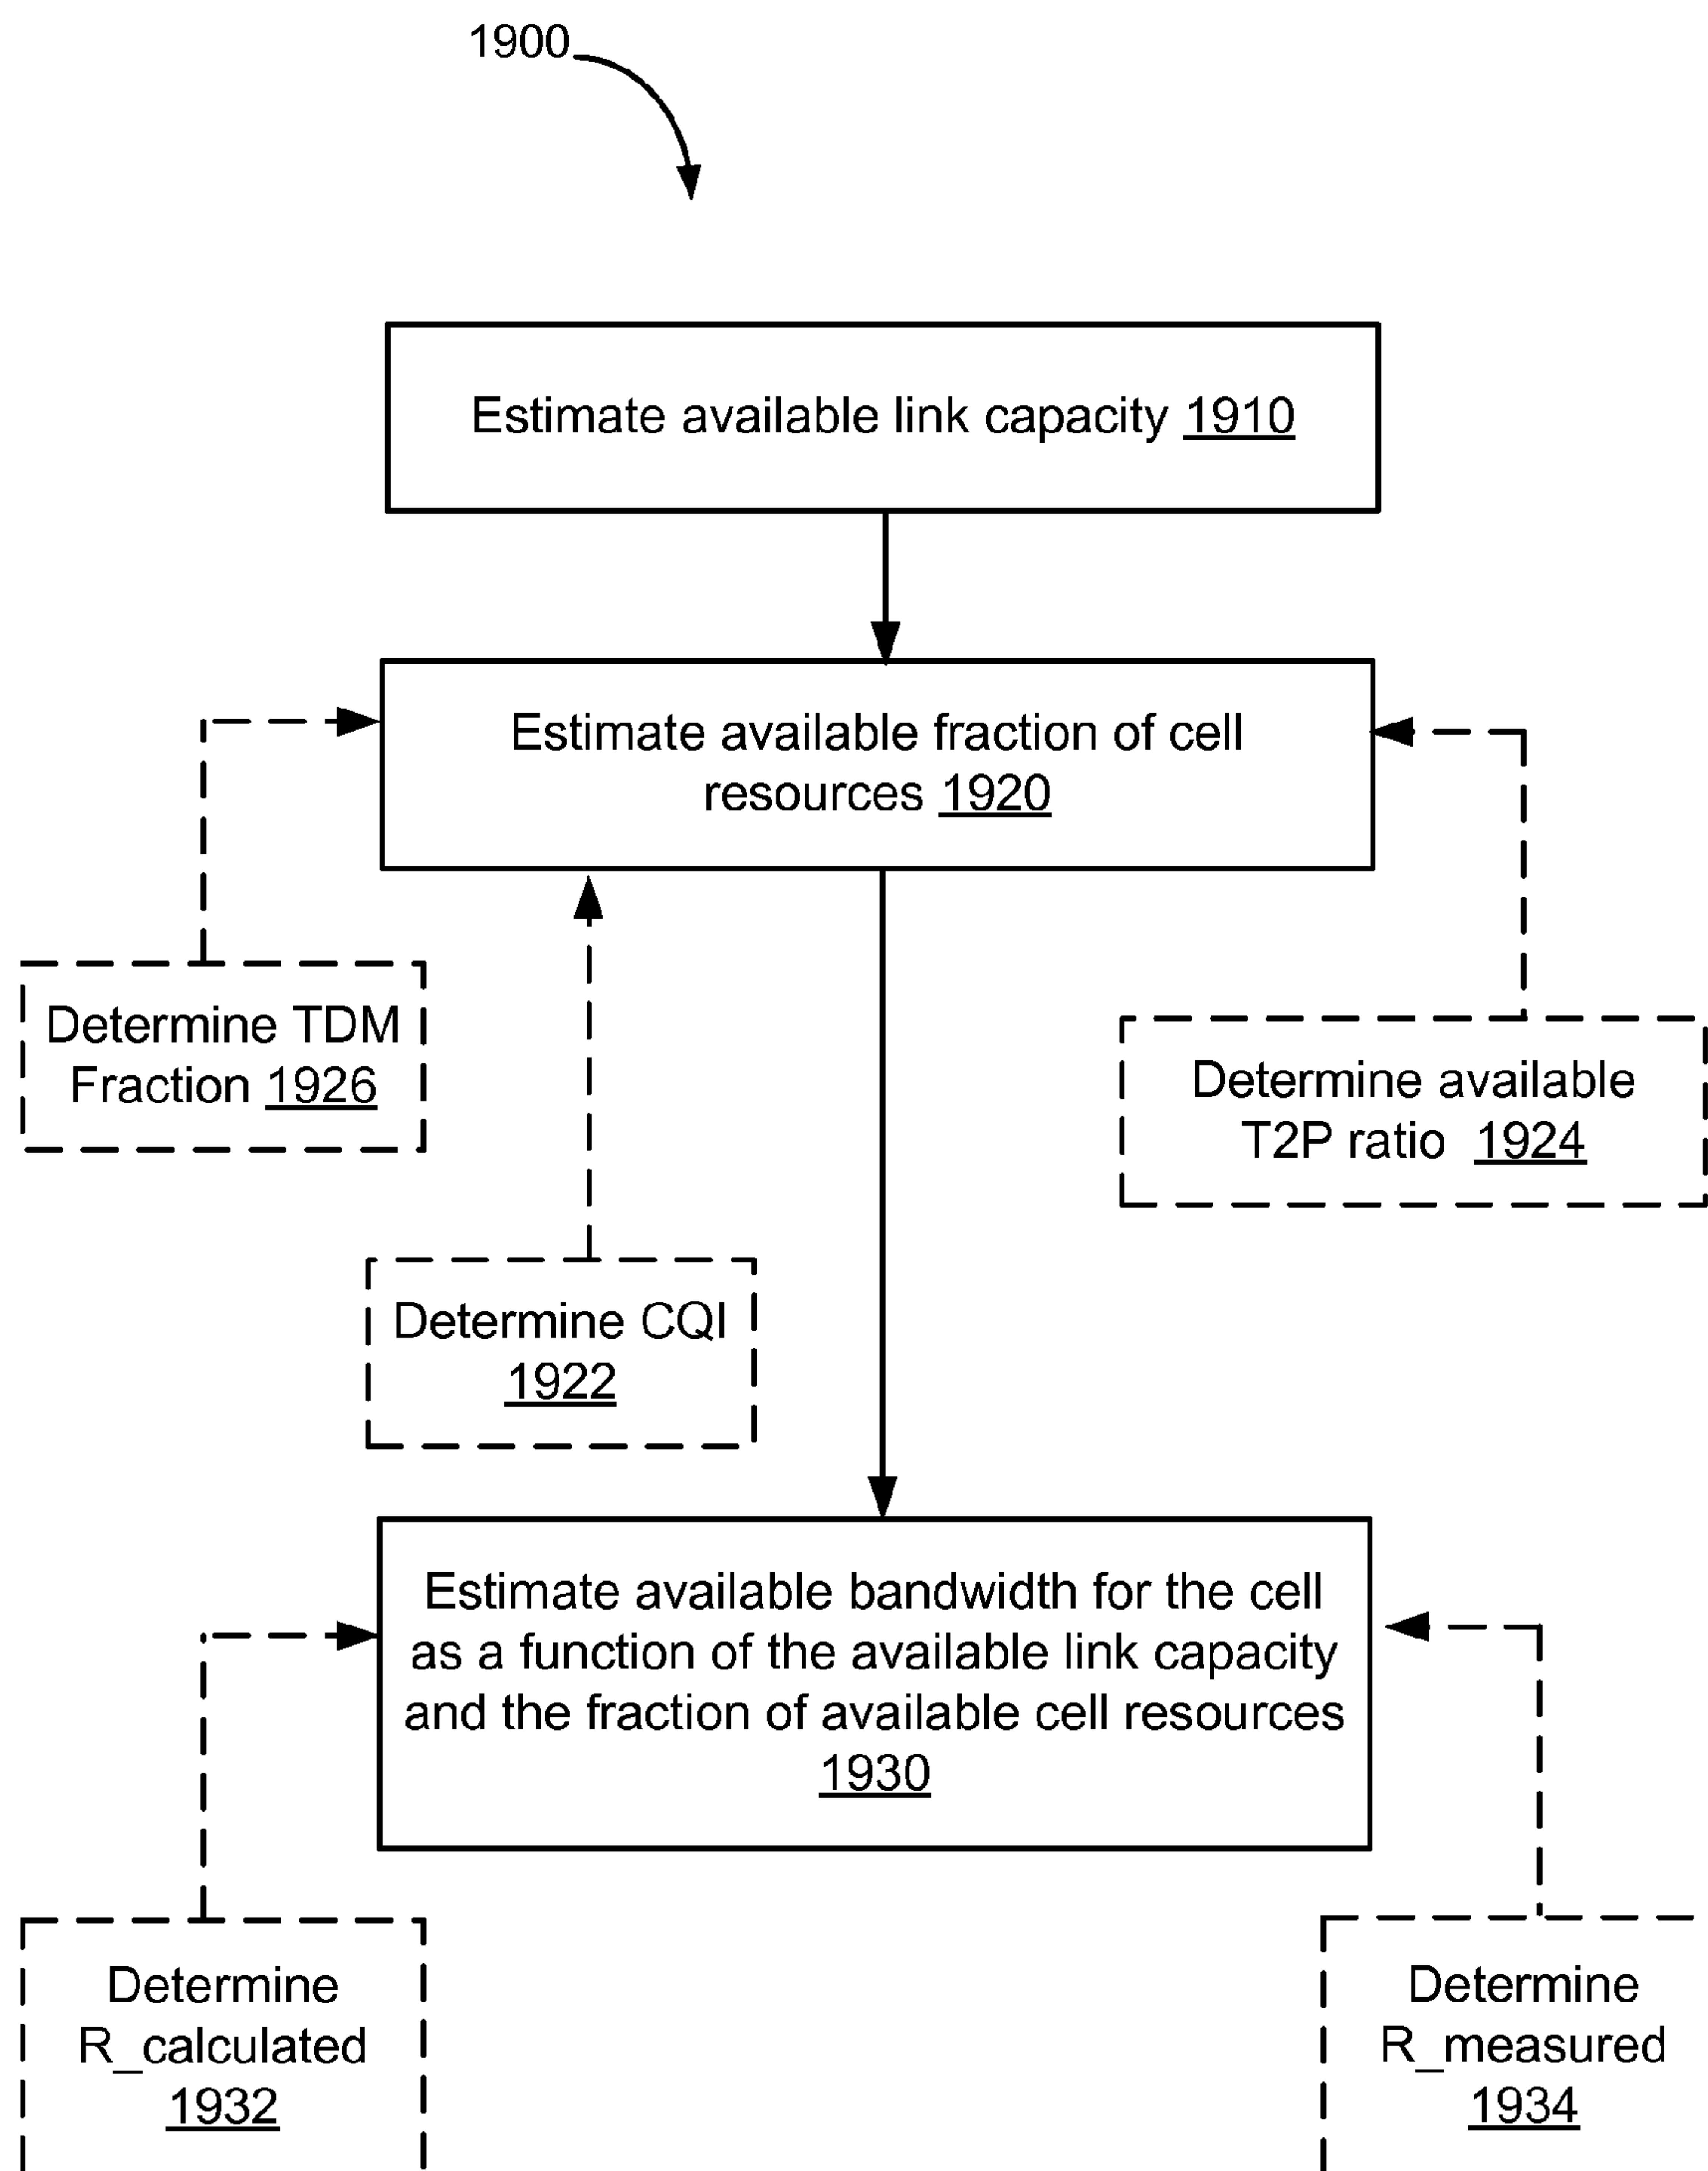 1900
Estimate available link capacity 1910
Estimate available fraction of cell
resources 1920
Determine TDM
Fraction 1926
Determine available
T2P ratio 1924
Determine CQI
1922
Estimate available bandwidth for the cell
as a function of the available link capacity
and the fraction of available cell resources
1930
Determine
R_calculated
1932
Determine
R_measured
1934